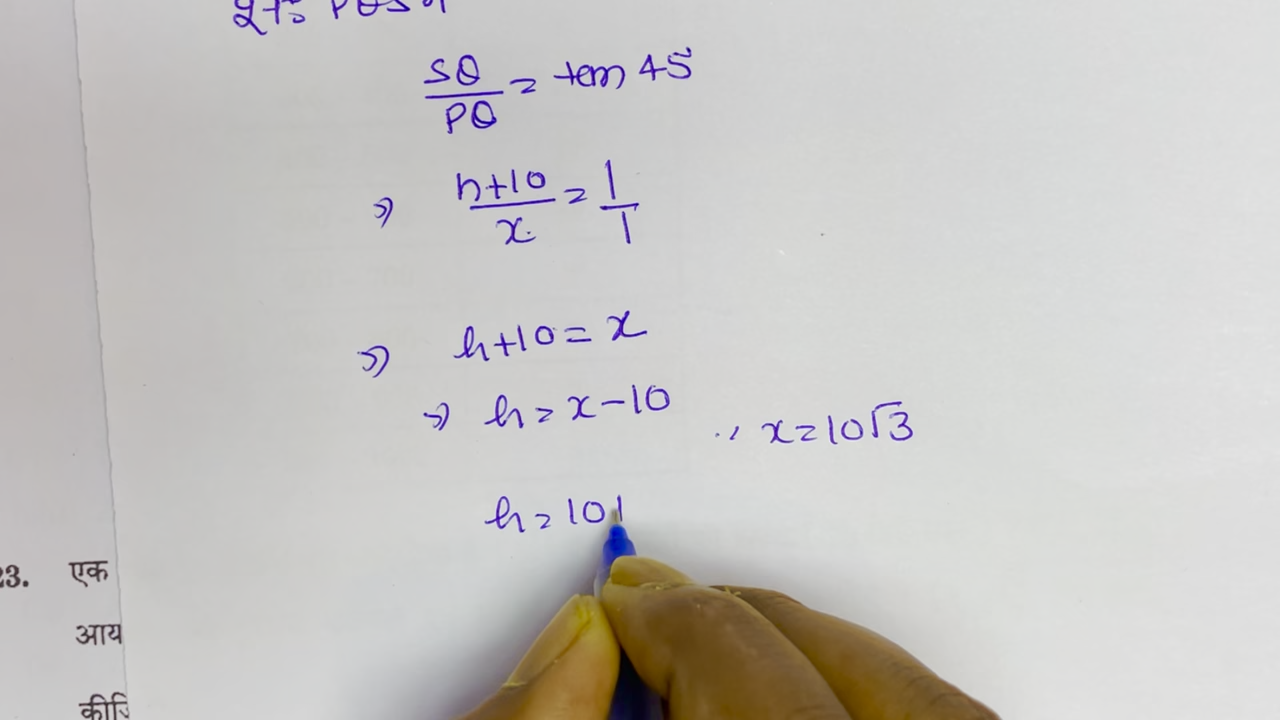 SQ/PQ = tan 45
⇒ h+10/x = 1/1
⇒ h+10 = x
⇒ h = x-10
∵ x = 10√3
h = 10
23. एक
आय
कीजि